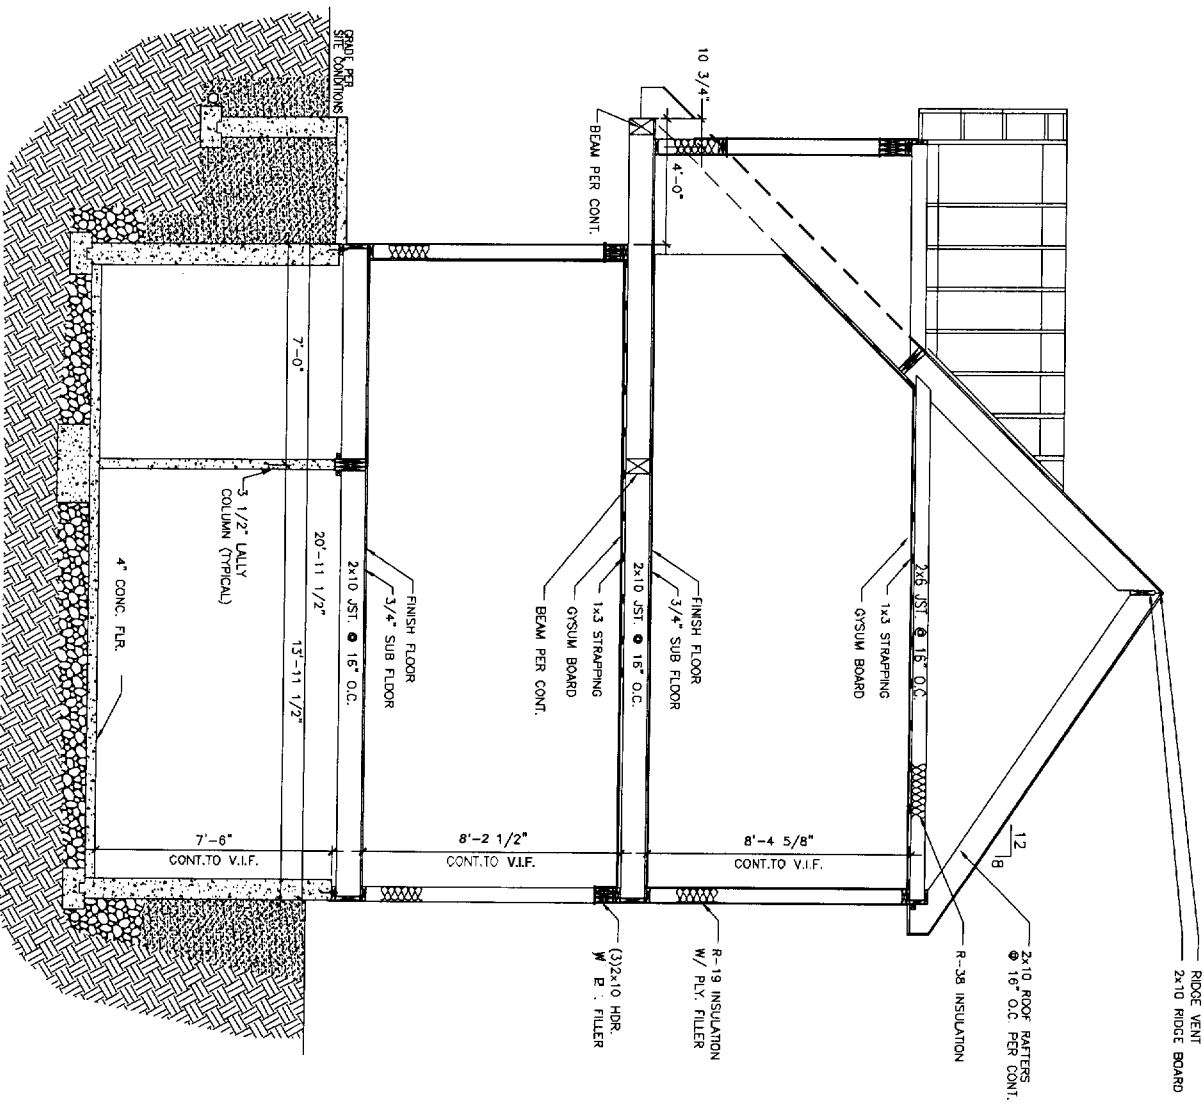 RIDGE VENT
2x10 RIDGE BOARD
2x10 ROOF RAFTERS
@ 16" O.C. PER CONT.
R-38 INSULATION
12
8
2x6 JST. @ 16" O.C.
1x3 STRAPPING
GYSUM BOARD
8'-4 5/8"
CONT.TO V.I.F.
R-19 INSULATION
W/ PLY. FILLER
10 3/4"
4'-0"
BEAM PER CONT.
FINISH FLOOR
3/4" SUB FLOOR
2x10 JST. @ 16" O.C.
1x3 STRAPPING
GYSUM BOARD
BEAM PER CONT.
(3)2x10 HDR.
FILLER
8'-2 1/2"
CONT.TO V.I.F.
FINISH FLOOR
3/4" SUB FLOOR
2x10 JST. @ 16" O.C.
GRADE PER
SITE CONDITIONS
20'-11 1/2"
7'-0"
13'-11 1/2"
3 1/2" LALLY
COLUMN (TYPICAL)
7'-6"
CONT.TO V.I.F.
4" CONC. FLR.